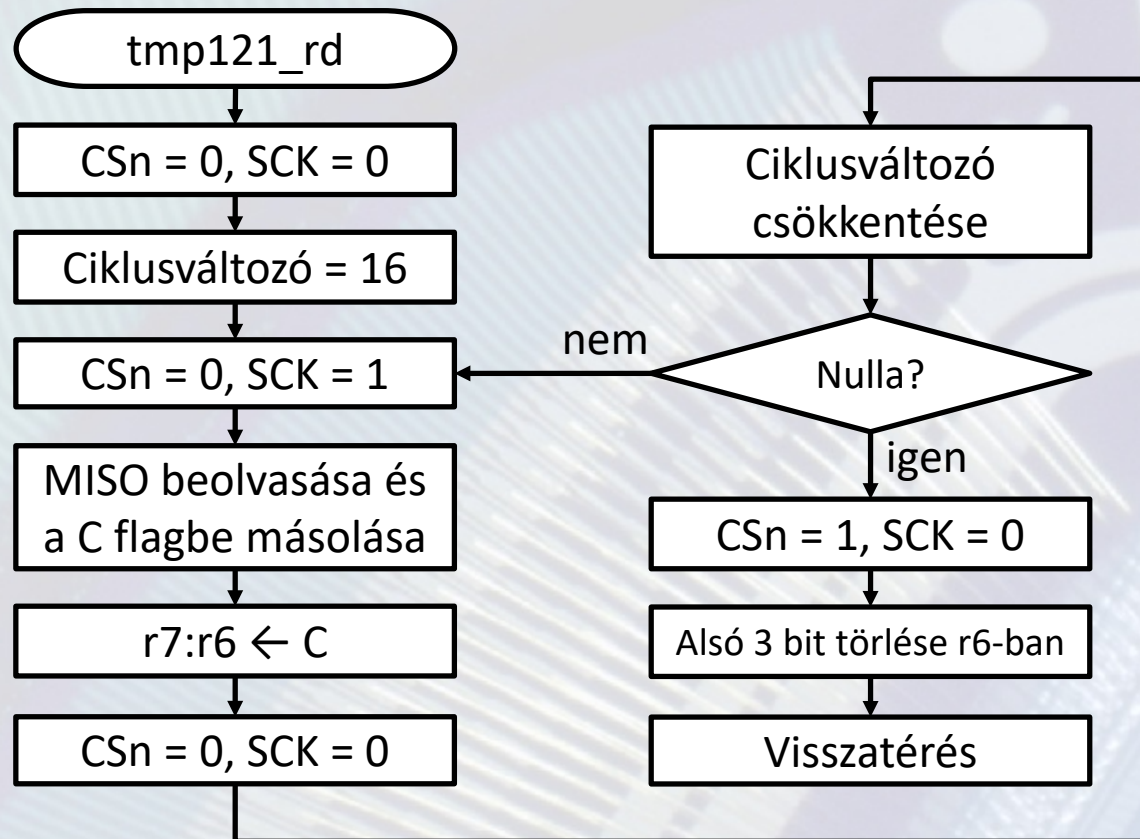 tmp121_rd
CSn = 0, SCK = 0
Ciklusváltozó = 16
CSn = 0, SCK = 1
MISO beolvasása és
a C flagbe másolása
r7:r6 ← C
CSn = 0, SCK = 0
Ciklusváltozó
csökkentése
nem
Nulla?
igen
CSn = 1, SCK = 0
Alsó 3 bit törlése r6-ban
Visszatérés